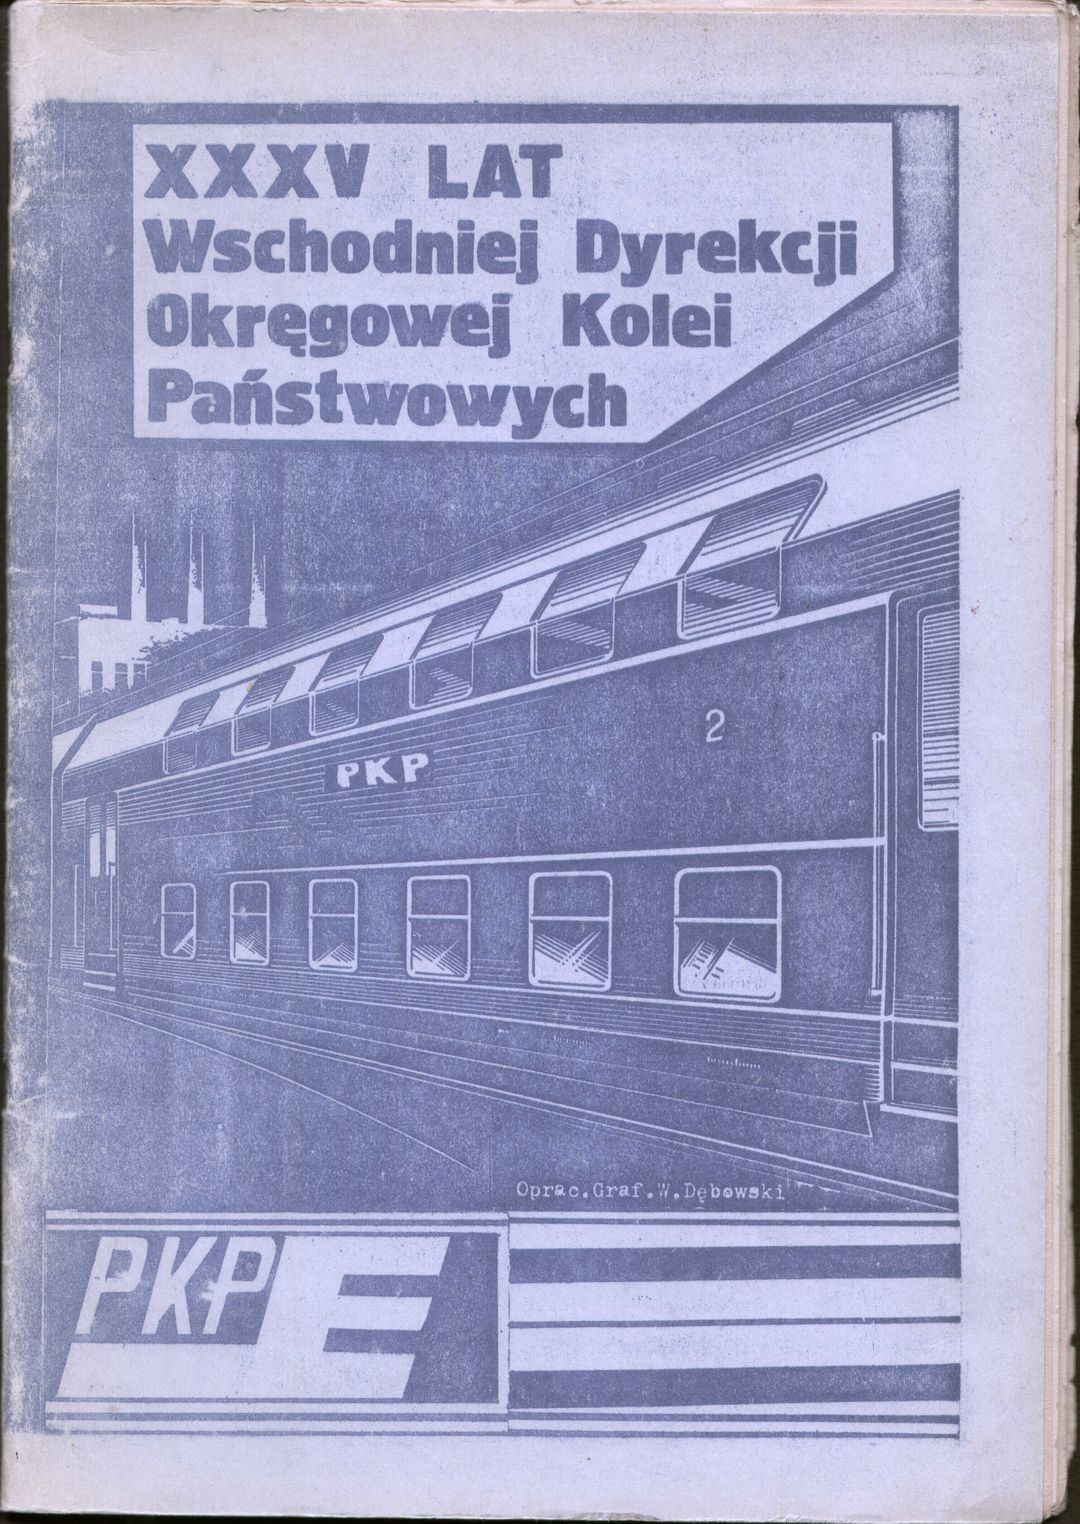 XXXV LAT
Wschodniej Dyrekcji
Okręgowej Kolei
Państwowych
2
PKP
Oprac.Graf.W.Dębowski
PKP E